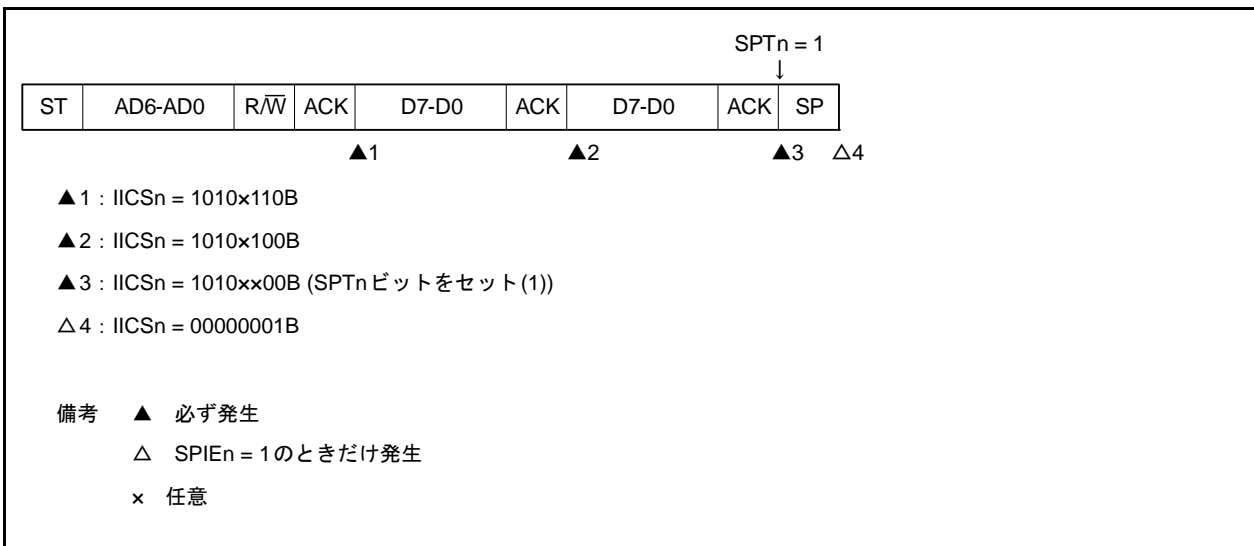 SPTn = 1
↓
ST AD6-AD0 R/W̅ ACK D7-D0 ACK D7-D0 ACK SP
▲1 ▲2 ▲3 △4
▲1：IICSn = 1010×110B
▲2：IICSn = 1010×100B
▲3：IICSn = 1010××00B (SPTnビットをセット(1))
△4：IICSn = 00000001B
備考 ▲ 必ず発生
△ SPIEn = 1のときだけ発生
× 任意